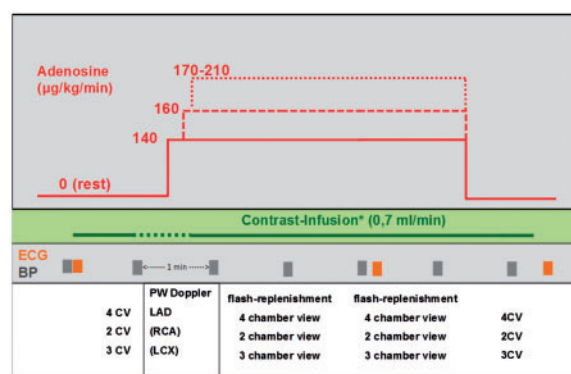 Adenosine 170-210
(µg/kg/min)
160
140
0 (rest)
Contrast-Infusion* (0,7 ml/min)
ECG
BP
1 min
PW Doppler flash-replenishment flash-replenishment
4 CV LAD 4 chamber view 4 chamber view 4CV
2 CV (RCA) 2 chamber view 2 chamber view 2CV
3 CV (LCX) 3 chamber view 3 chamber view 3CV